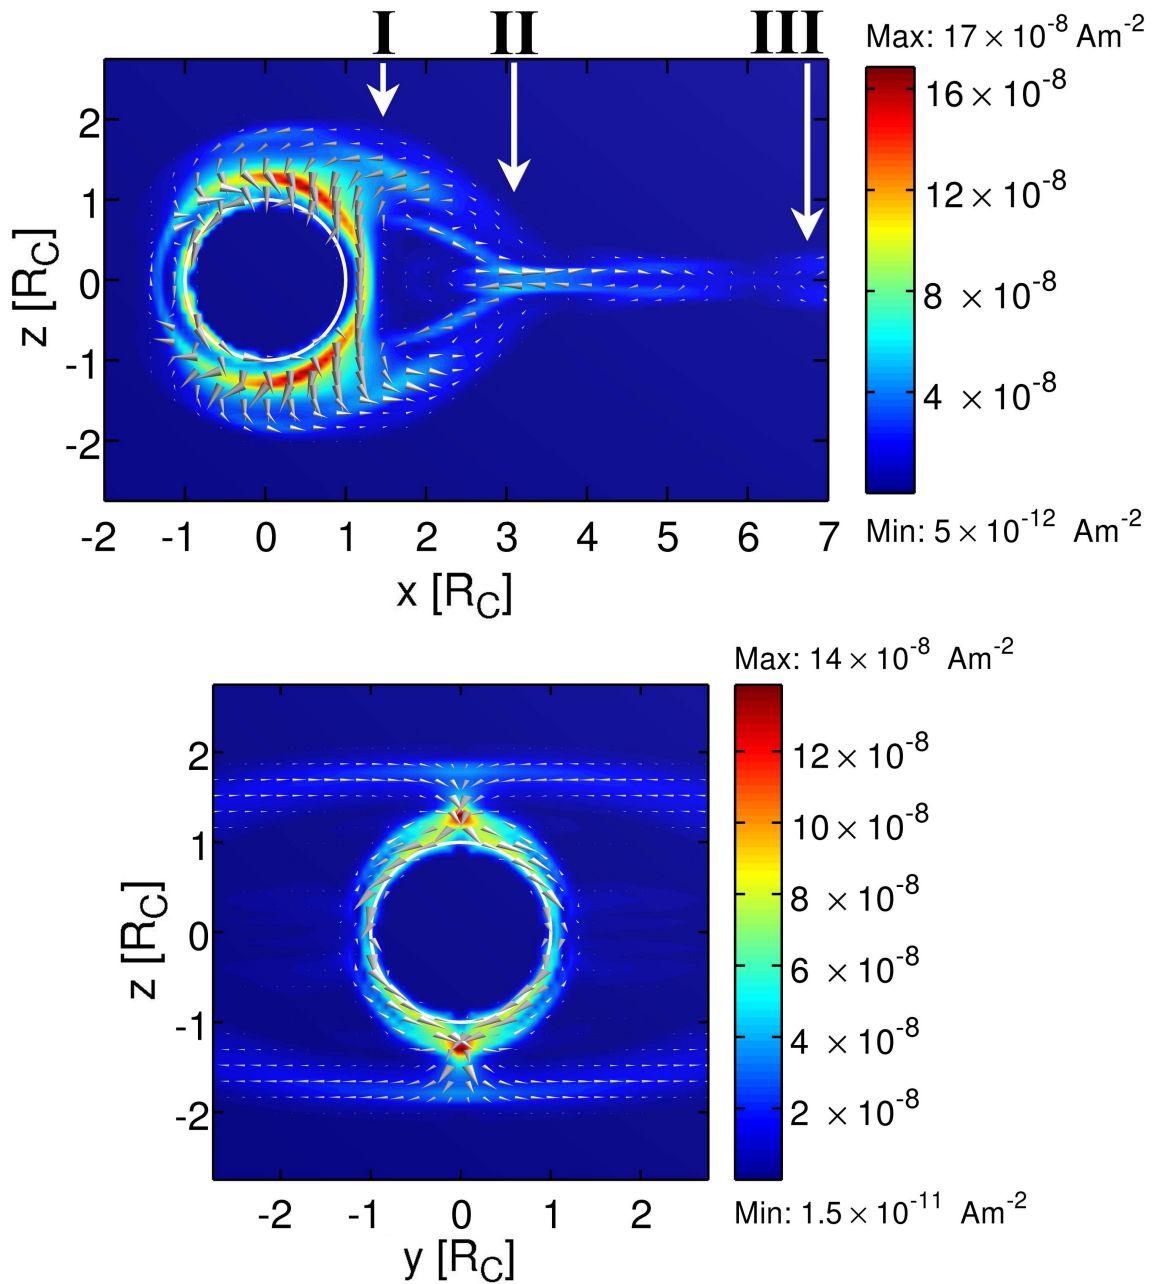 I II III
Max: 17×10⁻⁸ Am⁻²
2
1
0
-1
-2
z [R_C]
16×10⁻⁸
12×10⁻⁸
8 ×10⁻⁸
4 ×10⁻⁸
-2 -1 0 1 2 3 4 5 6 7
x [R_C]
Min: 5×10⁻¹² Am⁻²
Max: 14×10⁻⁸ Am⁻²
2
1
0
-1
-2
z [R_C]
12×10⁻⁸
10×10⁻⁸
8 ×10⁻⁸
6 ×10⁻⁸
4 ×10⁻⁸
2 ×10⁻⁸
-2 -1 0 1 2
y [R_C]
Min: 1.5×10⁻¹¹ Am⁻²